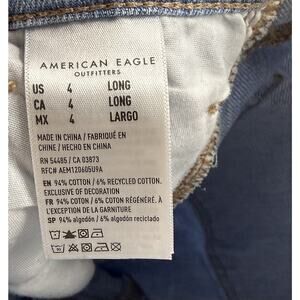 AMERICAN EAGLE
OUTFITTERS
US 4 LONG
CA 4 LONG
MX 4 LARGO
MADE IN CHINA / FABRIQUÉ EN
CHINE / HECHO EN CHINA
RN 54485 / CA 03873
RFC# AEM120605U9A
EN 94% COTTON / 6% RECYCLED COTTON.
EXCLUSIVE OF DECORATION
FR 94% COTON / 6% COTON RÉGÉNÉRÉ. À
L'EXCEPTION DE LA GARNITURE
SP 94% algodón / 6% algodón reciclado